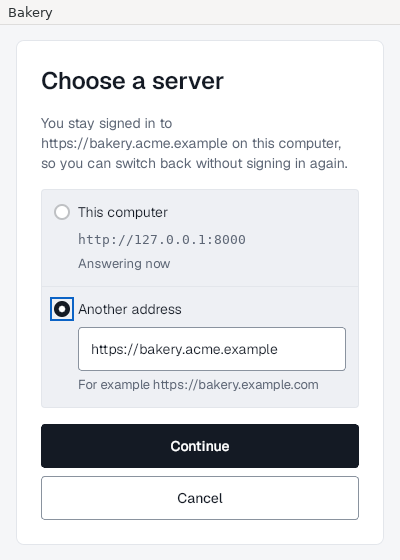 Bakery
Choose a server
You stay signed in to
https://bakery.acme.example on this computer,
so you can switch back without signing in again.
This computer
http://127.0.0.1:8000
Answering now
Another address
https://bakery.acme.example
For example https://bakery.example.com
Continue
Cancel